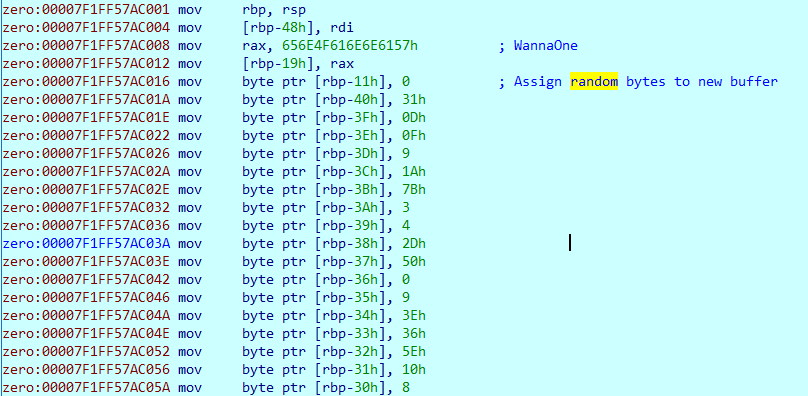 zero:00007F1FF57AC001 mov rbp, rsp
zero:00007F1FF57AC004 mov [rbp-48h], rdi
zero:00007F1FF57AC008 mov rax, 656E4F616E6E6157h ; WannaOne
zero:00007F1FF57AC012 mov [rbp-19h], rax
zero:00007F1FF57AC016 mov byte ptr [rbp-11h], 0 ; Assign random bytes to new buffer
zero:00007F1FF57AC01A mov byte ptr [rbp-40h], 31h
zero:00007F1FF57AC01E mov byte ptr [rbp-3Fh], 0Dh
zero:00007F1FF57AC022 mov byte ptr [rbp-3Eh], 0Fh
zero:00007F1FF57AC026 mov byte ptr [rbp-3Dh], 9
zero:00007F1FF57AC02A mov byte ptr [rbp-3Ch], 1Ah
zero:00007F1FF57AC02E mov byte ptr [rbp-3Bh], 7Bh
zero:00007F1FF57AC032 mov byte ptr [rbp-3Ah], 3
zero:00007F1FF57AC036 mov byte ptr [rbp-39h], 4
zero:00007F1FF57AC03A mov byte ptr [rbp-38h], 2Dh
zero:00007F1FF57AC03E mov byte ptr [rbp-37h], 50h
zero:00007F1FF57AC042 mov byte ptr [rbp-36h], 0
zero:00007F1FF57AC046 mov byte ptr [rbp-35h], 9
zero:00007F1FF57AC04A mov byte ptr [rbp-34h], 3Eh
zero:00007F1FF57AC04E mov byte ptr [rbp-33h], 36h
zero:00007F1FF57AC052 mov byte ptr [rbp-32h], 5Eh
zero:00007F1FF57AC056 mov byte ptr [rbp-31h], 10h
zero:00007F1FF57AC05A mov byte ptr [rbp-30h], 8